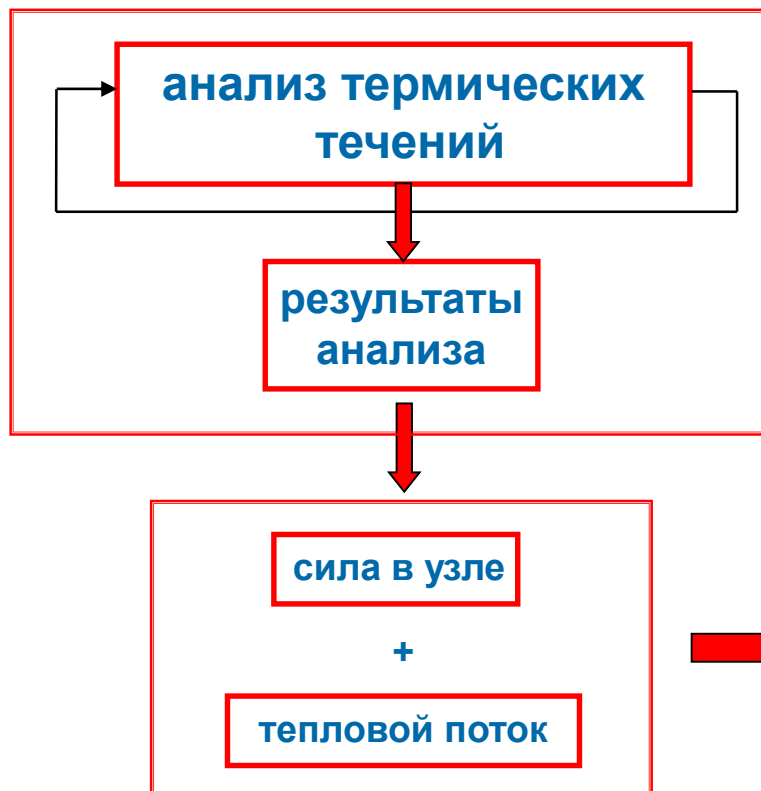 анализ термических
течений
результаты
анализа
сила в узле
+
тепловой поток